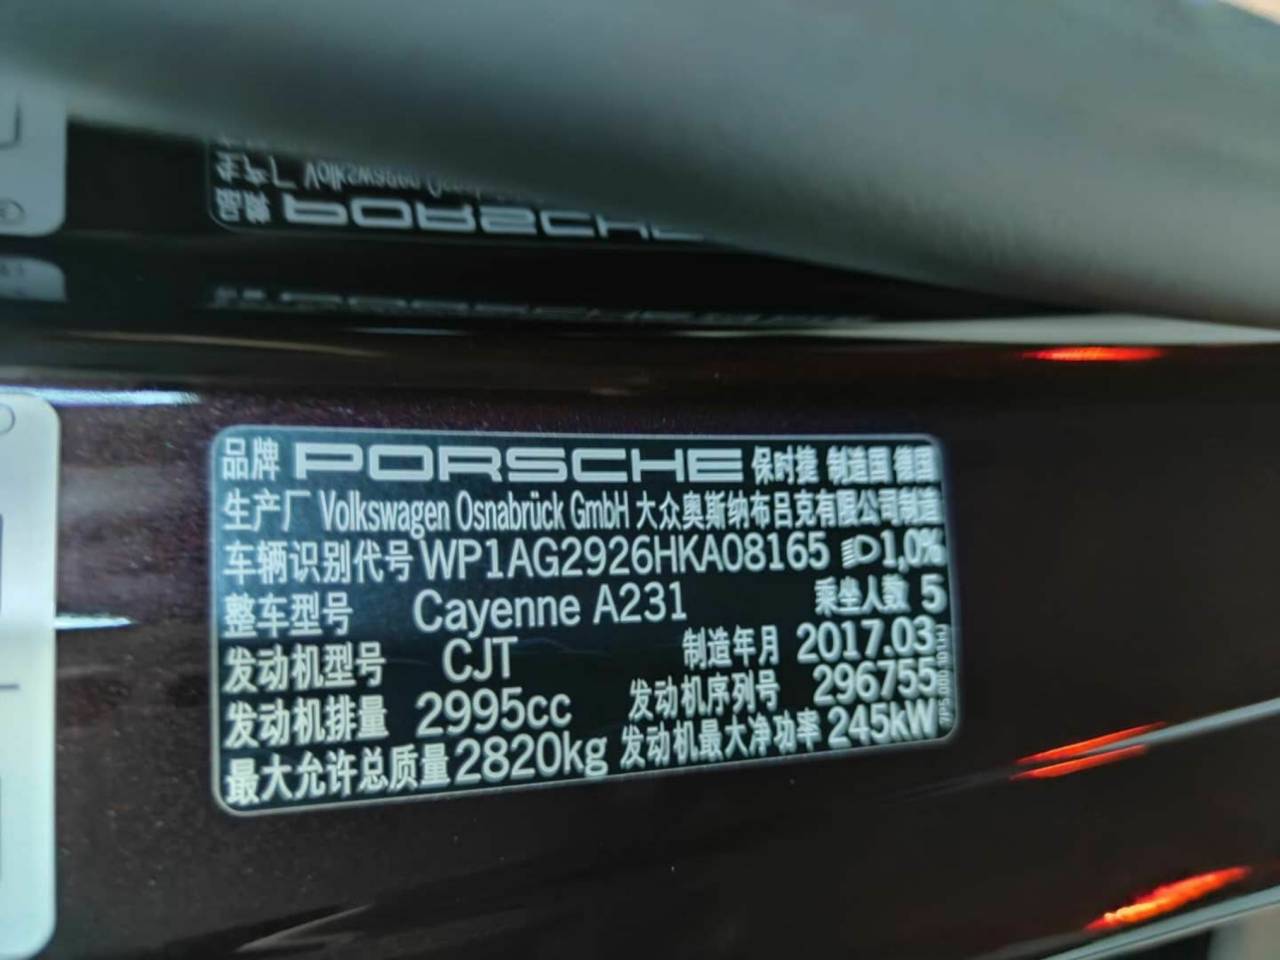 品牌 PORSCHE 保时捷 制造国 德国
生产厂 Volkswagen Osnabrück GmbH 大众奥斯纳布吕克有限公司制造
车辆识别代号 WP1AG2926HKA08165 1,0%
整车型号 Cayenne A231 乘坐人数 5
发动机型号 CJT 制造年月 2017.03
发动机排量 2995cc 发动机序列号 296755
最大允许总质量 2820kg 发动机最大净功率 245kW